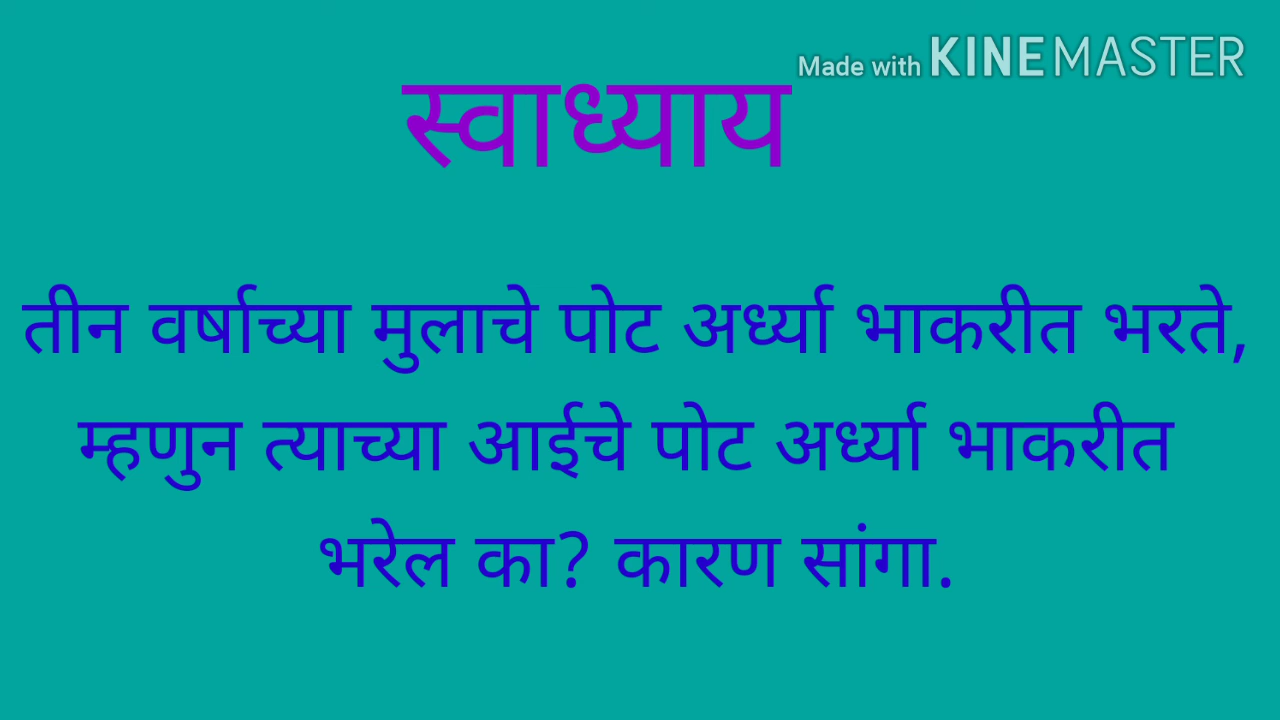 Made with KINEMASTER
स्वाध्याय
तीन वर्षाच्या मुलाचे पोट अर्ध्या भाकरीत भरते,
म्हणुन त्याच्या आईचे पोट अर्ध्या भाकरीत
भरेल का? कारण सांगा.